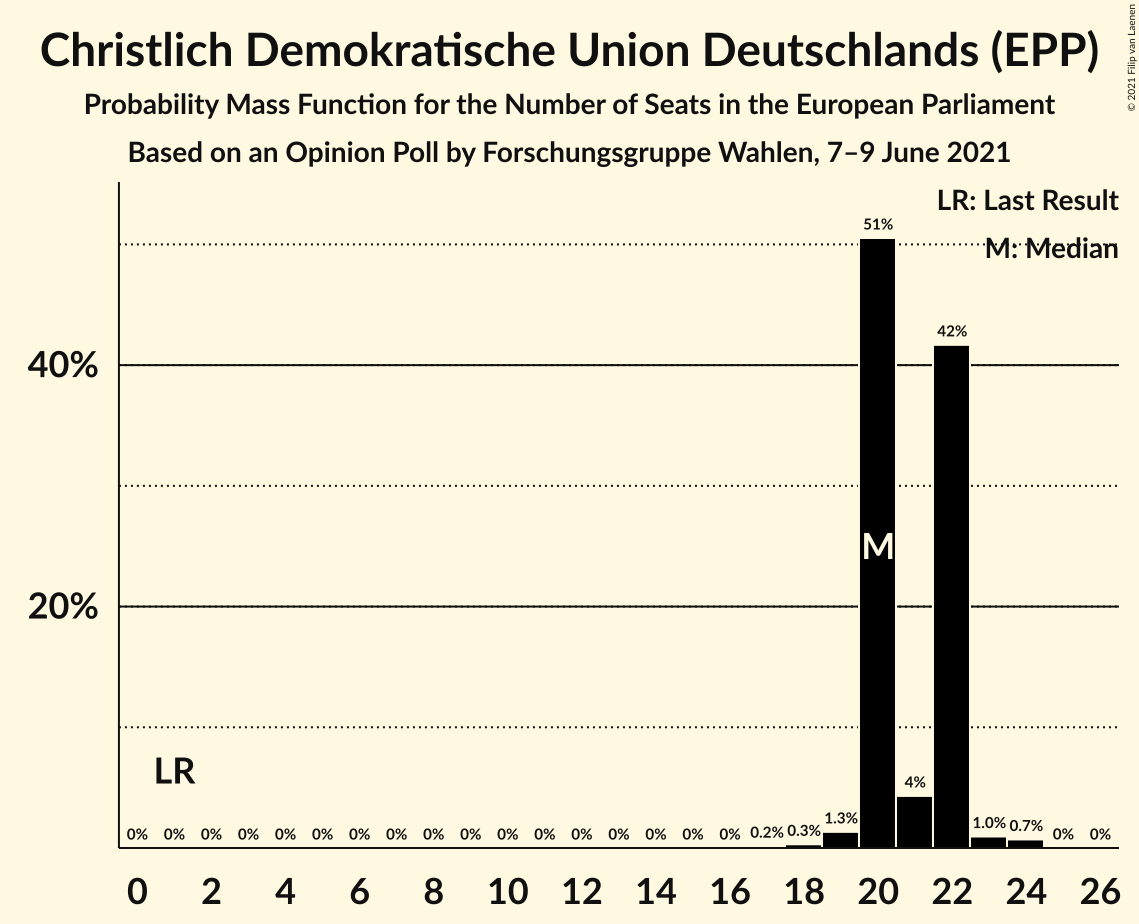 Christlich Demokratische Union Deutschlands (EPP)
Probability Mass Function for the Number of Seats in the European Parliament
Based on an Opinion Poll by Forschungsgruppe Wahlen, 7–9 June 2021
© 2021 Filip van Laenen
LR: Last Result
M: Median
51%
42%
40%
M
20%
LR
0% 0% 0% 0% 0% 0% 0% 0% 0% 0% 0% 0% 0% 0% 0% 0% 0% 0.2% 0.3% 1.3% 4% 1.0% 0.7% 0% 0%
0 2 4 6 8 10 12 14 16 18 20 22 24 26